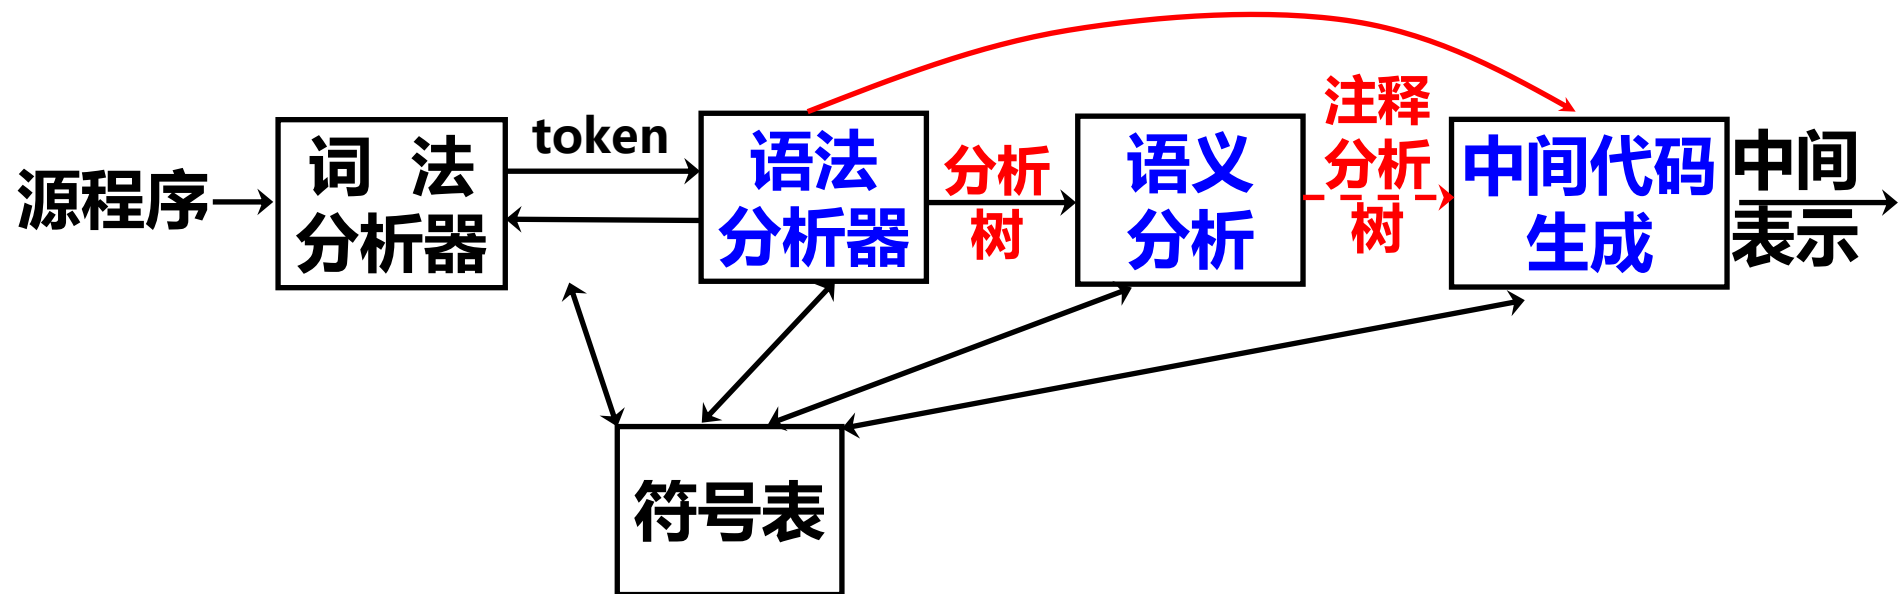 源程序
词 法
分析器
token
语法
分析器
分析
树
语义
分析
注释
分析
树
中间代码
生成
中间
表示
符号表